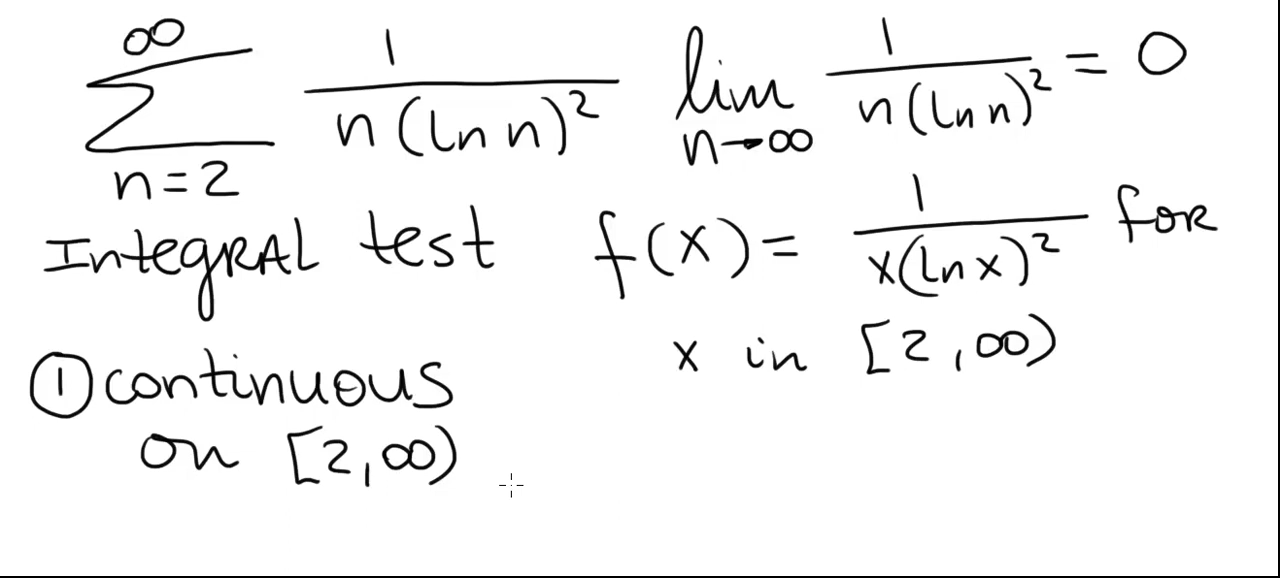 ∞
∑ 1/(n(ln n)²) lim n→∞ 1/(n(ln n)²) = 0
n=2
Integral test f(x) = 1/(x(ln x)²) for
x in [2,∞)
① continuous
on [2,∞)